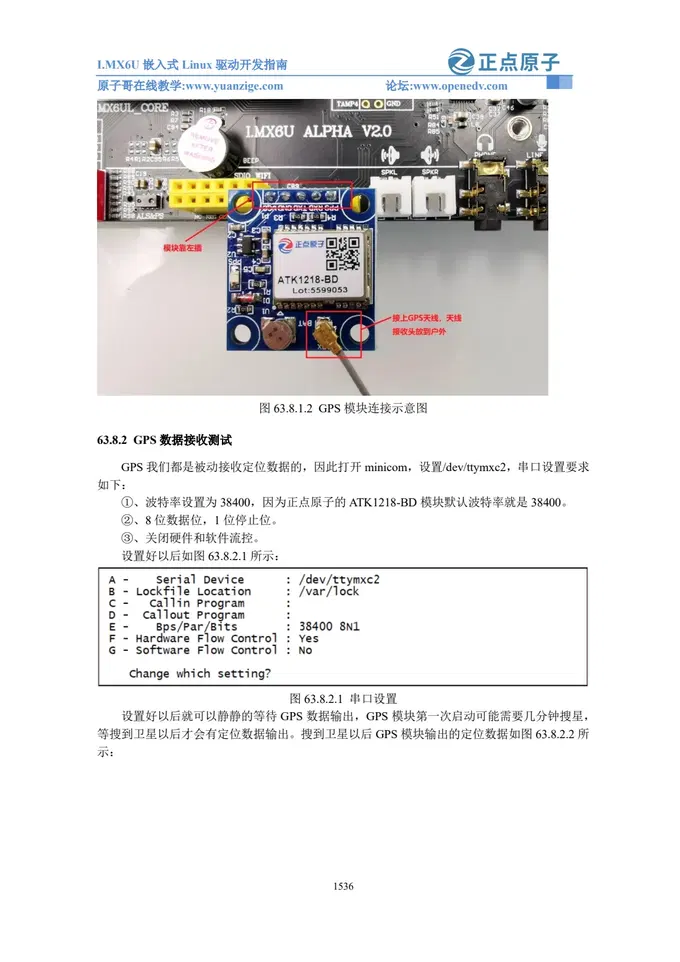 I.MX6U 嵌入式 Linux 驱动开发指南
正点原子
原子哥在线教学:www.yuanzige.com 论坛:www.openedv.com
MX6UL_CORE
TAMP4 GND
I.MX6U ALPHA V2.0
BEEP
SDIO WIFI
SPKL SPKR
PHONE
LINE
模块靠左插
正点原子
ATK1218-BD
Lot:5599053
接上GPS天线，天线
接收头放到户外
图 63.8.1.2 GPS 模块连接示意图
63.8.2 GPS 数据接收测试
GPS 我们都是被动接收定位数据的，因此打开 minicom，设置/dev/ttymxc2，串口设置要求
如下：
①、波特率设置为 38400，因为正点原子的 ATK1218-BD 模块默认波特率就是 38400。
②、8 位数据位，1 位停止位。
③、关闭硬件和软件流控。
设置好以后如图 63.8.2.1 所示：
A - Serial Device : /dev/ttymxc2
B - Lockfile Location : /var/lock
C - Callin Program :
D - Callout Program :
E - Bps/Par/Bits : 38400 8N1
F - Hardware Flow Control : Yes
G - Software Flow Control : No
Change which setting?
图 63.8.2.1 串口设置
设置好以后就可以静静的等待 GPS 数据输出，GPS 模块第一次启动可能需要几分钟搜星，
等搜到卫星以后才会有定位数据输出。搜到卫星以后 GPS 模块输出的定位数据如图 63.8.2.2 所
示：
1536